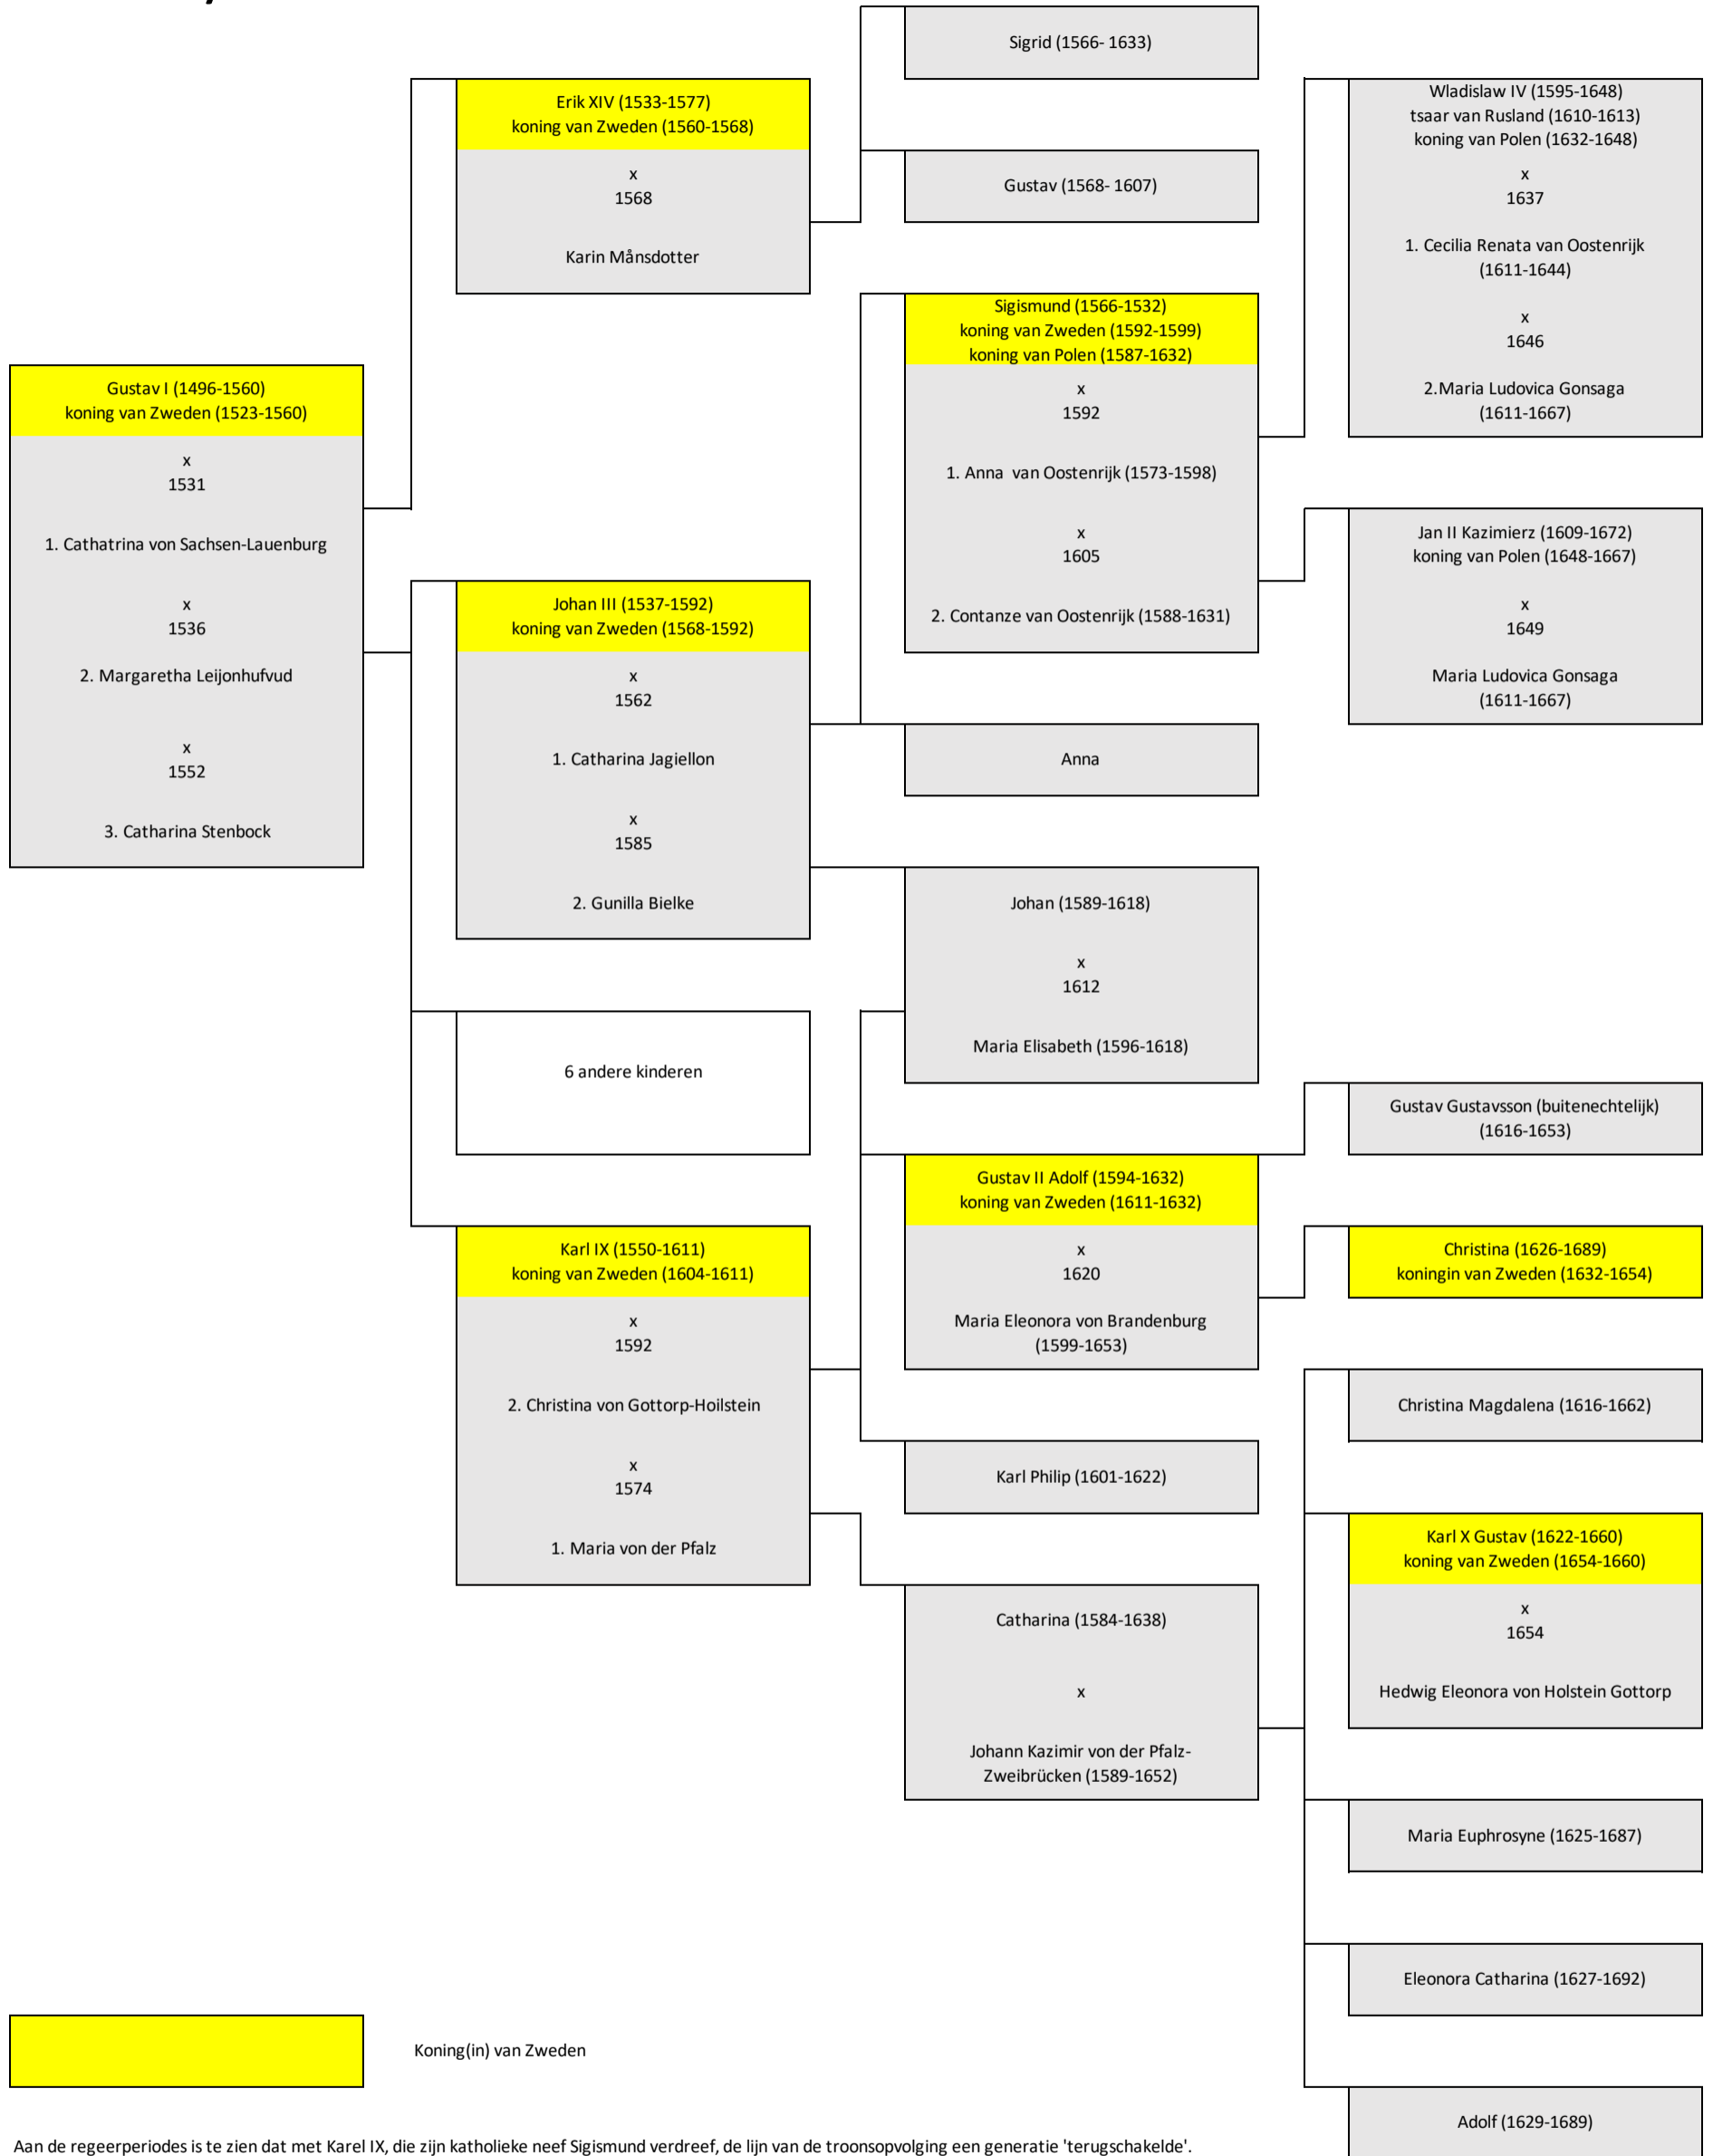 Sigrid (1566- 1633)
Erik XIV (1533-1577)
koning van Zweden (1560-1568)
x
1568
Karin Månsdotter
Gustav (1568- 1607)
Wladislaw IV (1595-1648)
tsaar van Rusland (1610-1613)
koning van Polen (1632-1648)
x
1637
1. Cecilia Renata van Oostenrijk
(1611-1644)
x
1646
2.Maria Ludovica Gonsaga
(1611-1667)
Sigismund (1566-1532)
koning van Zweden (1592-1599)
koning van Polen (1587-1632)
x
1592
1. Anna  van Oostenrijk (1573-1598)
x
1605
2. Contanze van Oostenrijk (1588-1631)
Gustav I (1496-1560)
koning van Zweden (1523-1560)
x
1531
1. Cathatrina von Sachsen-Lauenburg
x
1536
2. Margaretha Leijonhufvud
x
1552
3. Catharina Stenbock
Jan II Kazimierz (1609-1672)
koning van Polen (1648-1667)
x
1649
Maria Ludovica Gonsaga
(1611-1667)
Johan III (1537-1592)
koning van Zweden (1568-1592)
x
1562
1. Catharina Jagiellon
x
1585
2. Gunilla Bielke
Anna
Johan (1589-1618)
x
1612
Maria Elisabeth (1596-1618)
6 andere kinderen
Gustav Gustavsson (buitenechtelijk)
(1616-1653)
Gustav II Adolf (1594-1632)
koning van Zweden (1611-1632)
x
1620
Maria Eleonora von Brandenburg
(1599-1653)
Christina (1626-1689)
koningin van Zweden (1632-1654)
Karl IX (1550-1611)
koning van Zweden (1604-1611)
x
1592
2. Christina von Gottorp-Hoilstein
x
1574
1. Maria von der Pfalz
Christina Magdalena (1616-1662)
Karl Philip (1601-1622)
Karl X Gustav (1622-1660)
koning van Zweden (1654-1660)
x
1654
Hedwig Eleonora von Holstein Gottorp
Catharina (1584-1638)
x
Johann Kazimir von der Pfalz-
Zweibrücken (1589-1652)
Maria Euphrosyne (1625-1687)
Eleonora Catharina (1627-1692)
Koning(in) van Zweden
Adolf (1629-1689)
Aan de regeerperiodes is te zien dat met Karel IX, die zijn katholieke neef Sigismund verdreef, de lijn van de troonsopvolging een generatie 'terugschakelde'.